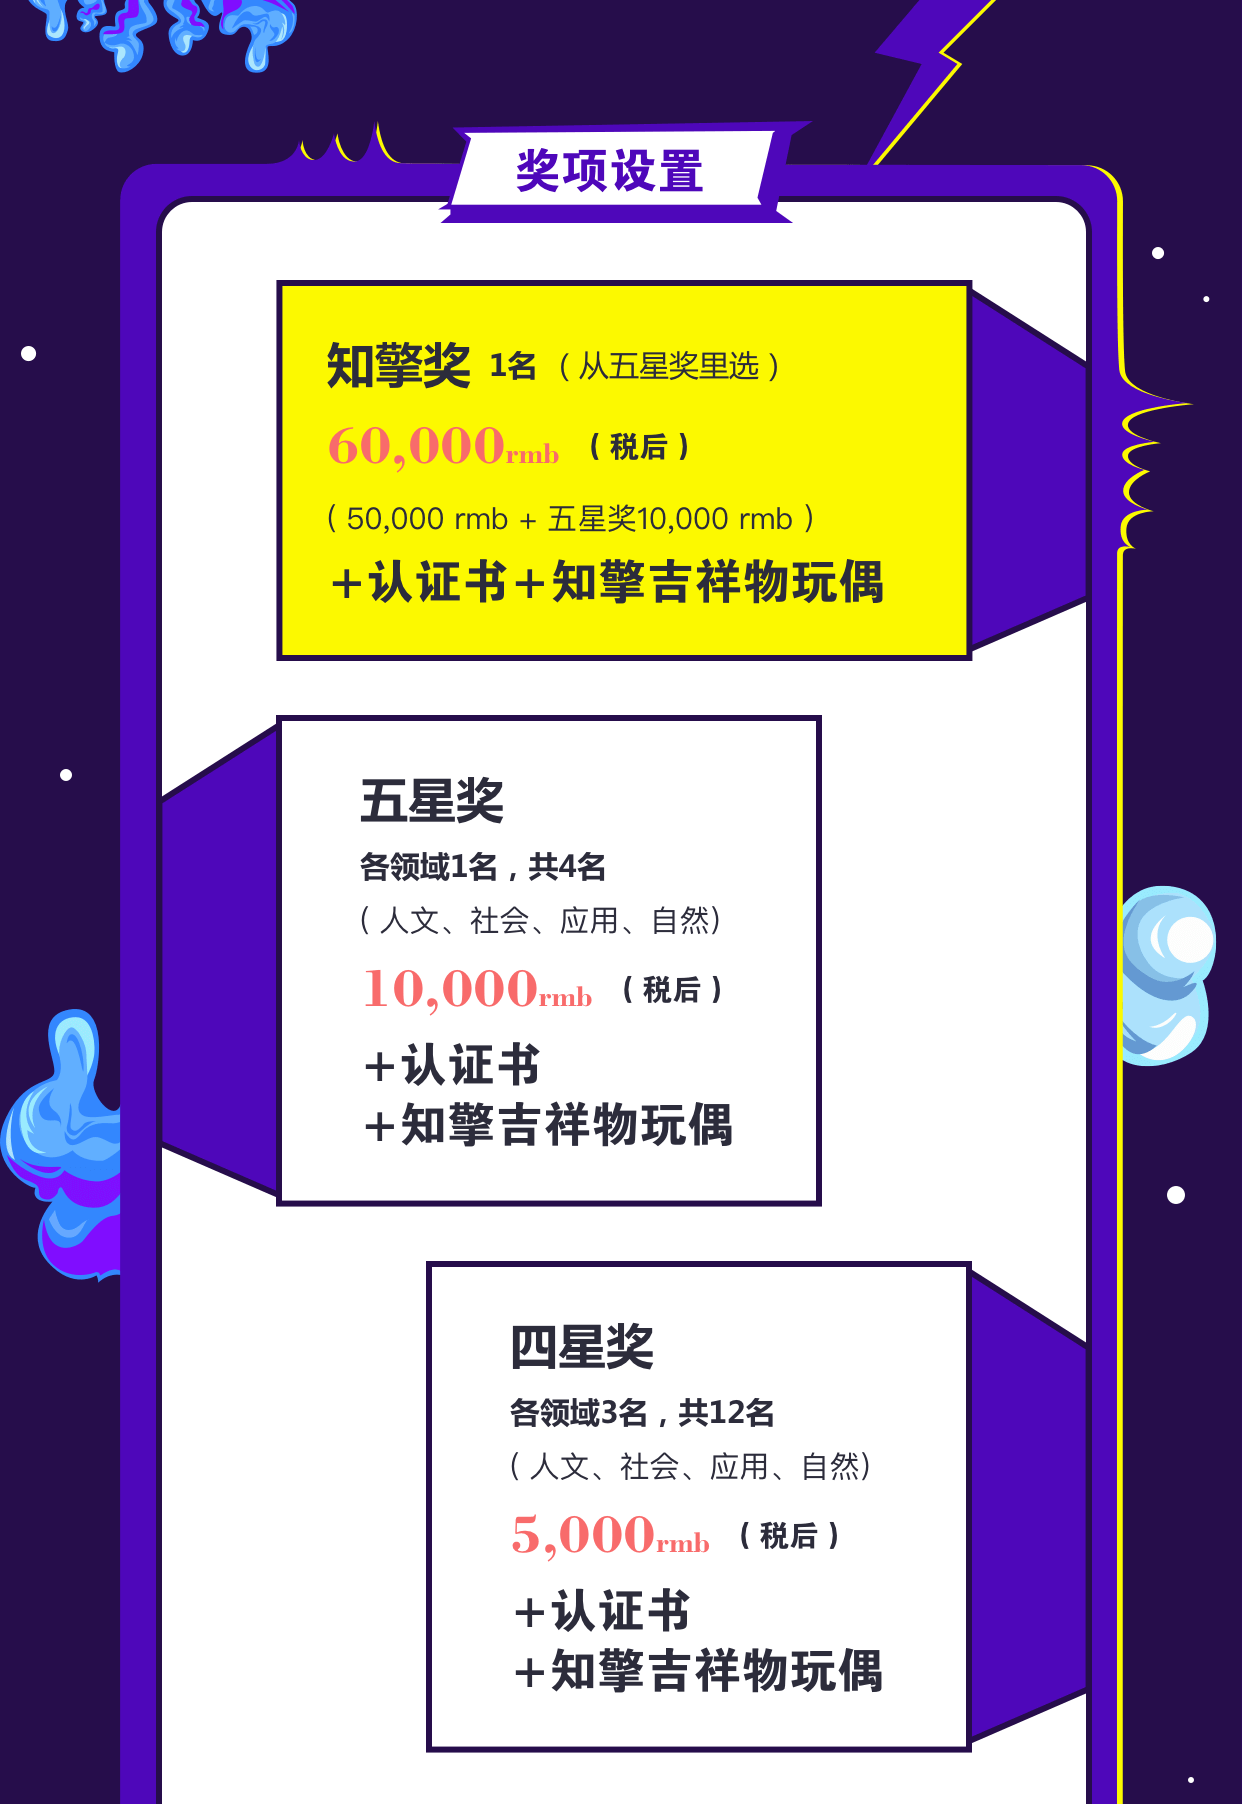 奖项设置
知擎奖 1名 （从五星奖里选）
60,000rmb （税后）
（50,000 rmb + 五星奖10,000 rmb ）
+认证书+知擎吉祥物玩偶
五星奖
各领域1名，共4名
（人文、社会、应用、自然）
10,000rmb （税后）
+认证书
+知擎吉祥物玩偶
四星奖
各领域3名，共12名
（人文、社会、应用、自然）
5,000rmb （税后）
+认证书
+知擎吉祥物玩偶